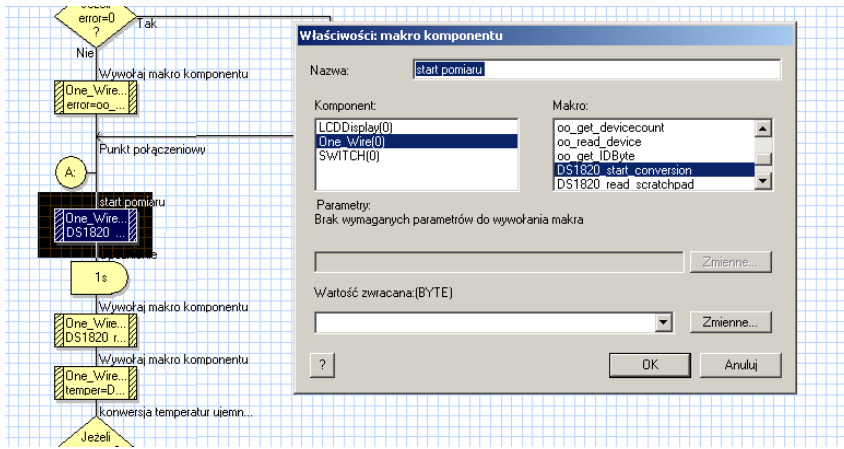 Jeżeli
error=0
?
Tak
Nie
Wywołaj makro komponentu
One_Wire...
error=oo_...
Punkt połączeniowy
A:
start pomiaru
One_Wire...
DS1820_...
1s
Wywołaj makro komponentu
One_Wire...
DS1820_r...
Wywołaj makro komponentu
One_Wire...
temper=D...
konwersja temperatur ujemn...
Jeżeli
Właściwości: makro komponentu
Nazwa:
start pomiaru
Komponent:
LCDDisplay(0)
One_Wire(0)
SWITCH(0)
Makro:
oo_get_devicecount
oo_read_device
oo_get_IDByte
DS1820_start_conversion
DS1820_read_scratchpad
Parametry:
Brak wymaganych parametrów do wywołania makra
Zmienne...
Wartość zwracana:(BYTE)
Zmienne...
?
OK
Anuluj